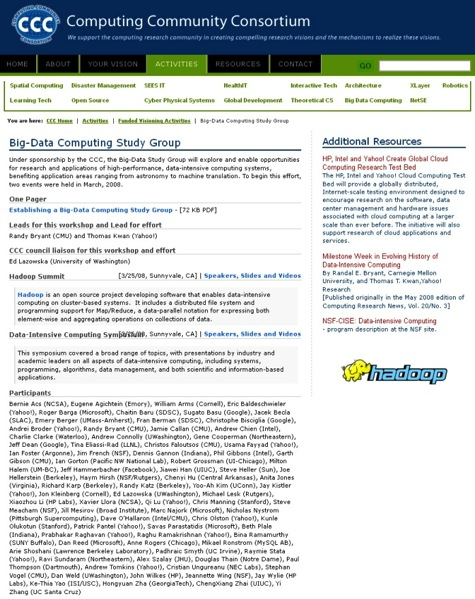 CCC
Computing Community Consortium
We support the computing research community in creating compelling research visions and the mechanisms to realize these visions.
HOME ABOUT YOUR VISION ACTIVITIES RESOURCES CONTACT GO
Spatial Computing Disaster Management SEES IT HealthIT Interactive Tech Architecture XLayer Robotics
Learning Tech Open Source Cyber Physical Systems Global Development Theoretical CS Big Data Computing NetSE
You are here: CCC Home | Activities | Funded Visioning Activities | Big-Data Computing Study Group
Big-Data Computing Study Group
Under sponsorship by the CCC, the Big-Data Study Group will explore and enable opportunities
for research and applications of high-performance, data-intensive computing systems,
benefiting application areas ranging from astronomy to machine translation. To begin this effort,
two events were held in March, 2008.
One Pager
Establishing a Big-Data Computing Study Group - [72 KB PDF]
Leads for this workshop and Lead for effort
Randy Bryant (CMU) and Thomas Kwan (Yahoo!)
CCC council liaison for this workshop and effort
Ed Lazowska (University of Washington)
Hadoop Summit [3/25/08, Sunnyvale, CA] | Speakers, Slides and Videos
Hadoop is an open source project developing software that enables data-intensive
computing on cluster-based systems. It includes a distributed file system and
programming support for Map/Reduce, a data-parallel notation for expressing both
element-wise and aggregating operations on collections of data.
Data-Intensive Computing Symposium Sunnyvale, CA] | Speakers, Slides and Videos
This symposium covered a broad range of topics, with presentations by industry and
academic leaders on all aspects of data-intensive computing, including systems,
programming, algorithms, data management, and both scientific and information-based
applications.
Participants
Bernie Acs (NCSA), Eugene Agichtein (Emory), William Arms (Cornell), Eric Baldeschwieler
(Yahoo!), Roger Barga (Microsoft), Chaitin Baru (SDSC), Sugato Basu (Google), Jacek Becla
(SLAC), Emery Berger (UMass-Amherst), Fran Berman (SDSC), Christophe Bisciglia (Google),
Andrei Broder (Yahoo!), Randy Bryant (CMU), Jamie Callan (CMU), Andrew Chien (Intel),
Charlie Clarke (Waterloo), Andrew Connolly (UWashington), Gene Cooperman (Northeastern),
Jeff Dean (Google), Tina Eliassi-Rad (LLNL), Christos Faloutsos (CMU), Usama Fayyad (Yahoo!),
Ian Foster (Argonne), Jim French (NSF), Dennis Gannon (Indiana), Phil Gibbons (Intel), Garth
Gibson (CMU), Ian Gorton (Pacific NW National Lab), Robert Grossman (UI-Chicago), Milton
Halem (UM-BC), Jeff Hammerbacher (Facebook), Jiawei Han (UIUC), Steve Heller (Sun), Joe
Hellerstein (Berkeley), Haym Hirsh (NSF/Rutgers), Chenyi Hu (Central Arkansas), Anita Jones
(Virginia), Richard Karp (Berkeley), Randy Katz (Berkeley), Yoo-Ah Kim (UConn), Jay Kistler
(Yahoo!), Jon Kleinberg (Cornell), Ed Lazowska (UWashington), Michael Lesk (Rutgers),
Xiaozhou Li (HP Labs), Xavier Llora (NCSA), Qi Lu (Yahoo!), Chris Manning (Stanford), Steve
Meacham (NSF), Jill Mesirov (Broad Institute), Marc Najork (Microsoft), Nicholas Nystrom
(Pittsburgh Supercomputing), Dave O'Hallaron (Intel/CMU), Chris Olston (Yahoo!), Kunle
Olukotun (Stanford), Patrick Pantel (Yahoo!), Savas Parastatidis (Microsoft), Beth Plale
(Indiana), Prabhakar Raghavan (Yahoo!), Raghu Ramakrishnan (Yahoo!), Bina Ramamurthy
(SUNY Buffalo), Dan Reed (Microsoft), Anne Rogers (Chicago), Mikael Ronstrom (MySQL AB),
Arie Shoshani (Lawrence Berkeley Laboratory), Padhraic Smyth (UC Irvine), Raymie Stata
(Yahoo!), Ravi Sundaram (Northeastern), Alex Szalay (JHU), Douglas Thain (Notre Dame), Paul
Thompson (Dartmouth), Andrew Tomkins (Yahoo!), Cristian Ungureanu (NEC Labs), Stephan
Vogel (CMU), Dan Weld (UWashington), John Wilkes (HP), Jeannette Wing (NSF), Jay Wylie (HP
Labs), Ke-Thia Yao (ISI/USC), Hongyuan Zha (GeorgiaTech), ChengXiang Zhai (UIUC), Yi
Zhang (UC Santa Cruz)
Additional Resources
HP, Intel and Yahoo! Create Global Cloud
Computing Research Test Bed
The HP, Intel and Yahoo! Cloud Computing Test
Bed will provide a globally distributed,
Internet-scale testing environment designed to
encourage research on the software, data
center management and hardware issues
associated with cloud computing at a larger
scale than ever before. The initiative will also
support research of cloud applications and
services.
Milestone Week in Evolving History of
Data-Intensive Computing
By Randal E. Bryant, Carnegie Mellon
University, and Thomas T. Kwan,Yahoo!
Research
[Published originally in the May 2008 edition of
Computing Research News, Vol. 20/No. 3]
NSF-CISE: Data-intensive Computing
- program description at the NSF site.
hadoop